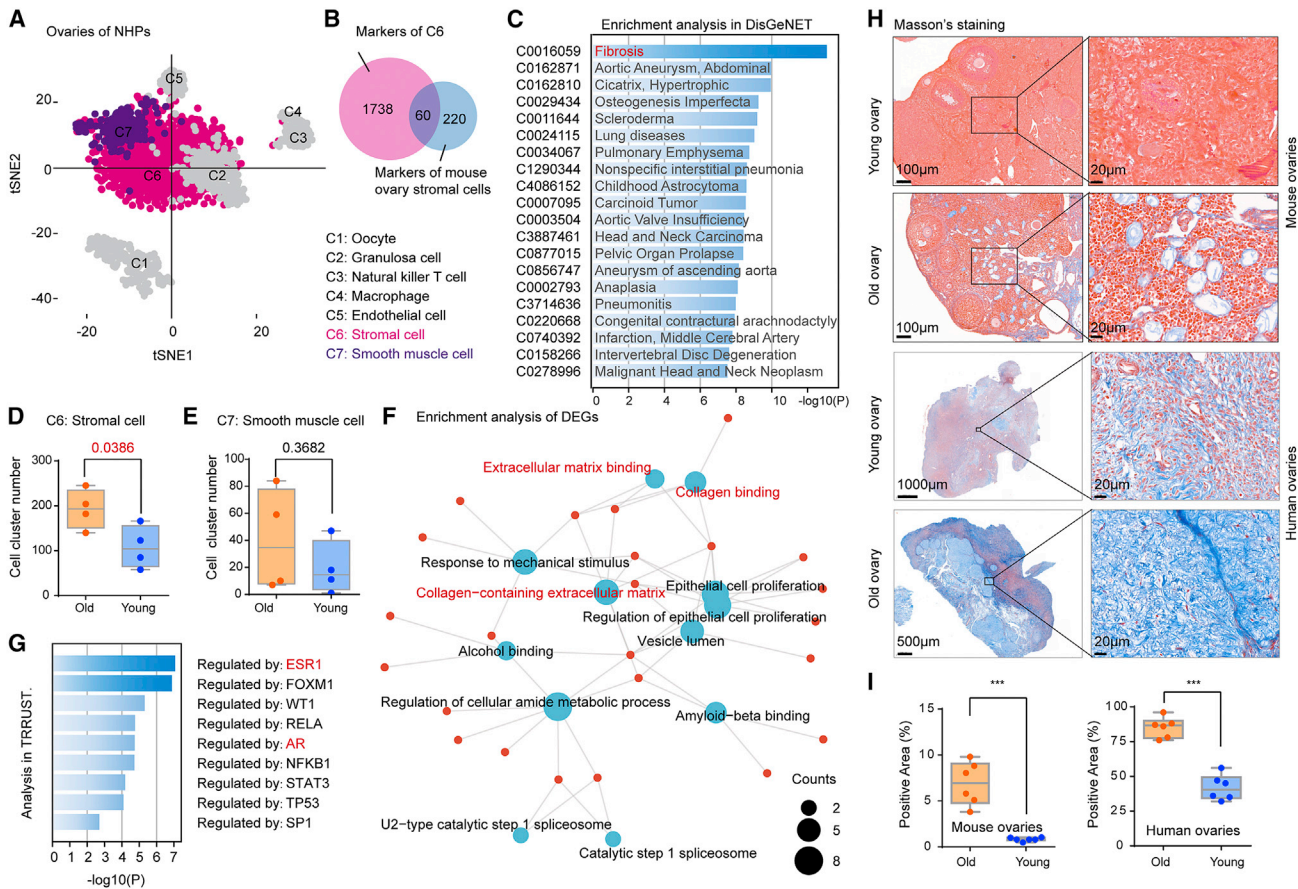 A
Ovaries of NHPs
C5
C4
C3
C7
C6
C2
C1
20
0
-20
-40
tSNE2
-20
0
20
tSNE1
B
Markers of C6
1738
60
220
Markers of mouse
ovary stromal cells
C1: Oocyte
C2: Granulosa cell
C3: Natural killer T cell
C4: Macrophage
C5: Endothelial cell
C6: Stromal cell
C7: Smooth muscle cell
C
Enrichment analysis in DisGeNET
C0016059 Fibrosis
C0162871 Aortic Aneurysm, Abdominal
C0162810 Cicatrix, Hypertrophic
C0029434 Osteogenesis Imperfecta
C0011644 Scleroderma
C0024115 Lung diseases
C0034067 Pulmonary Emphysema
C1290344 Nonspecific interstitial pneumonia
C4086152 Childhood Astrocytoma
C0007095 Carcinoid Tumor
C0003504 Aortic Valve Insufficiency
C3887461 Head and Neck Carcinoma
C0877015 Pelvic Organ Prolapse
C0856747 Aneurysm of ascending aorta
C0002793 Anaplasia
C3714636 Pneumonitis
C0220668 Congenital contractural arachnodactyly
C0740392 Infarction, Middle Cerebral Artery
C0158266 Intervertebral Disc Degeneration
C0278996 Malignant Head and Neck Neoplasm
0 2 4 6 8 10 -log10(P)
D
C6: Stromal cell
0.0386
300
200
100
0
Cell cluster number
Old Young
E
C7: Smooth muscle cell
0.3682
100
80
60
40
20
0
Cell cluster number
Old Young
F
Enrichment analysis of DEGs
Extracellular matrix binding
Collagen binding
Response to mechanical stimulus
Epithelial cell proliferation
Collagen-containing extracellular matrix
Regulation of epithelial cell proliferation
Vesicle lumen
Alcohol binding
Regulation of cellular amide metabolic process
Amyloid-beta binding
U2-type catalytic step 1 spliceosome
Catalytic step 1 spliceosome
Counts
2
5
8
G
Analysis in TRRUST.
Regulated by: ESR1
Regulated by: FOXM1
Regulated by: WT1
Regulated by: RELA
Regulated by: AR
Regulated by: NFKB1
Regulated by: STAT3
Regulated by: TP53
Regulated by: SP1
0 1 2 3 4 5 6 7
-log10(P)
H
Masson's staining
Young ovary
100μm
20μm
Old ovary
100μm
20μm
Mouse ovaries
Young ovary
1000μm
20μm
Old ovary
500μm
20μm
Human ovaries
I
***
15
10
5
0
Positive Area (%)
Mouse ovaries
Old Young
***
100
75
50
25
0
Positive Area (%)
Human ovaries
Old Young